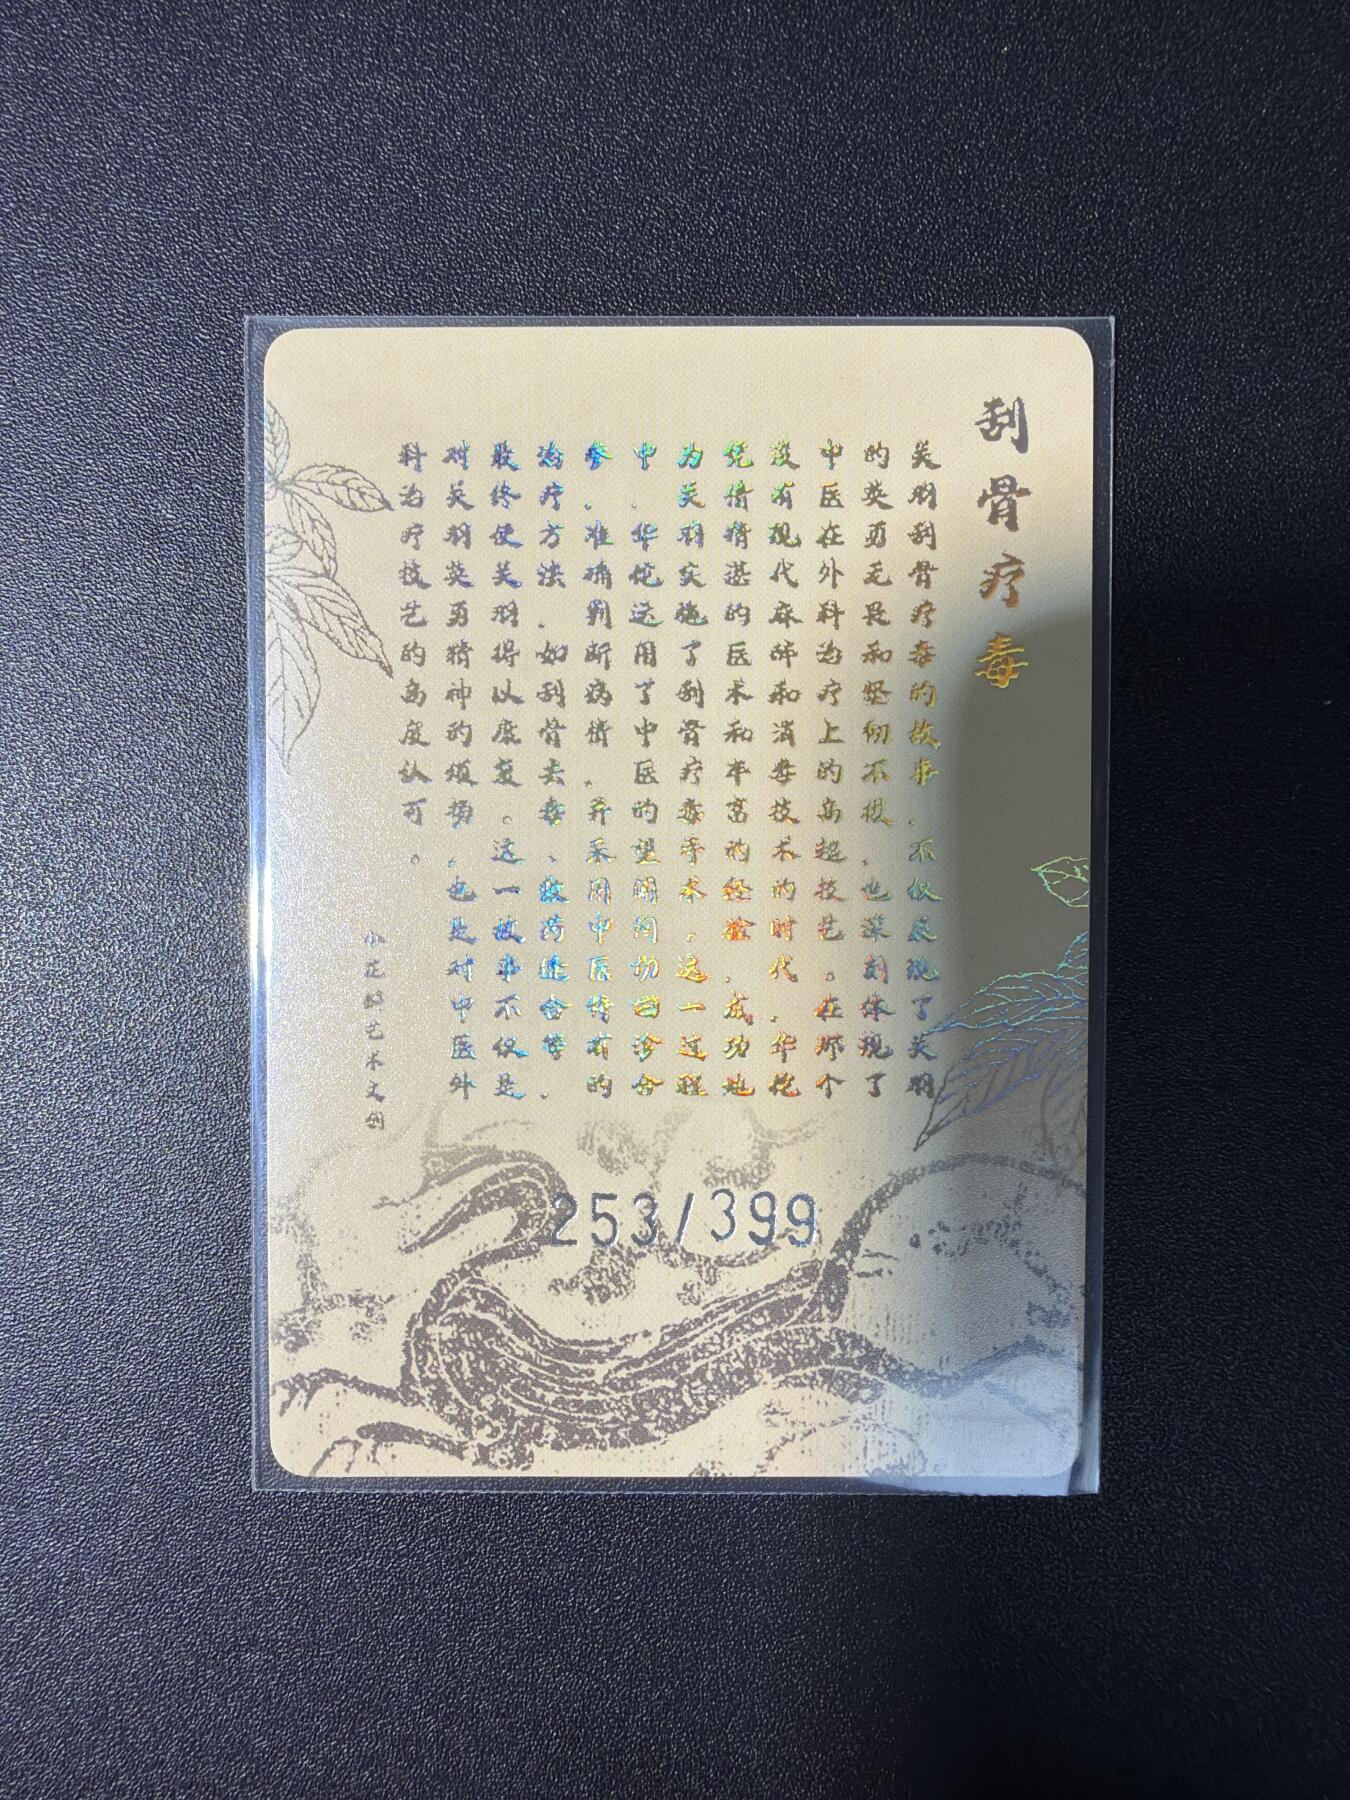 刮骨疗毒
关羽刮骨疗毒的故事，不仅展现了关羽
的英勇无畏和坚韧不拔，也深刻体现了
中医在外科治疗上的高超技艺。在那个
没有现代麻醉和消毒技术的时代，华佗
凭借精湛的医术和丰富的经验，成功地
为关羽实施了刮骨疗毒手术，这一过程
中，华佗运用了中医的望闻问切四诊合
参，准确判断病情，并采用中医特有的
治疗方法，如刮骨去毒、敷药缝合等，
最终使关羽得以康复。这一故事不仅是
对关羽英勇精神的颂扬，也是对中医外
科治疗技艺的高度认可。
小花醉艺术文创
253/399